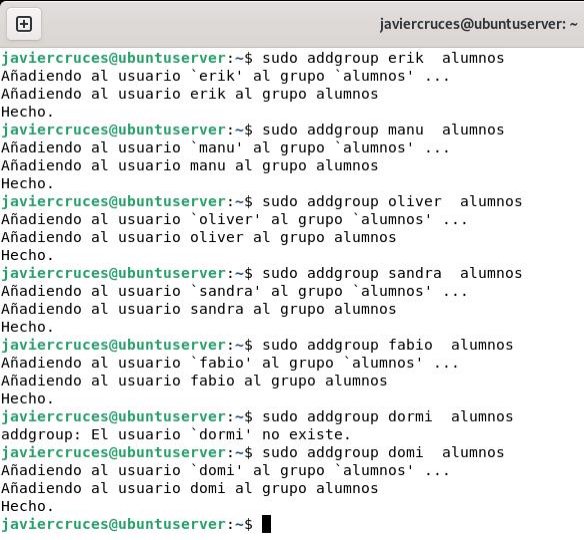 javiercruces@ubuntuserver: ~
javiercruces@ubuntuserver:~$ sudo addgroup erik  alumnos
Añadiendo al usuario `erik' al grupo `alumnos' ...
Añadiendo al usuario erik al grupo alumnos
Hecho.
javiercruces@ubuntuserver:~$ sudo addgroup manu  alumnos
Añadiendo al usuario `manu' al grupo `alumnos' ...
Añadiendo al usuario manu al grupo alumnos
Hecho.
javiercruces@ubuntuserver:~$ sudo addgroup oliver  alumnos
Añadiendo al usuario `oliver' al grupo `alumnos' ...
Añadiendo al usuario oliver al grupo alumnos
Hecho.
javiercruces@ubuntuserver:~$ sudo addgroup sandra  alumnos
Añadiendo al usuario `sandra' al grupo `alumnos' ...
Añadiendo al usuario sandra al grupo alumnos
Hecho.
javiercruces@ubuntuserver:~$ sudo addgroup fabio  alumnos
Añadiendo al usuario `fabio' al grupo `alumnos' ...
Añadiendo al usuario fabio al grupo alumnos
Hecho.
javiercruces@ubuntuserver:~$ sudo addgroup dormi  alumnos
addgroup: El usuario `dormi' no existe.
javiercruces@ubuntuserver:~$ sudo addgroup domi  alumnos
Añadiendo al usuario `domi' al grupo `alumnos' ...
Añadiendo al usuario domi al grupo alumnos
Hecho.
javiercruces@ubuntuserver:~$